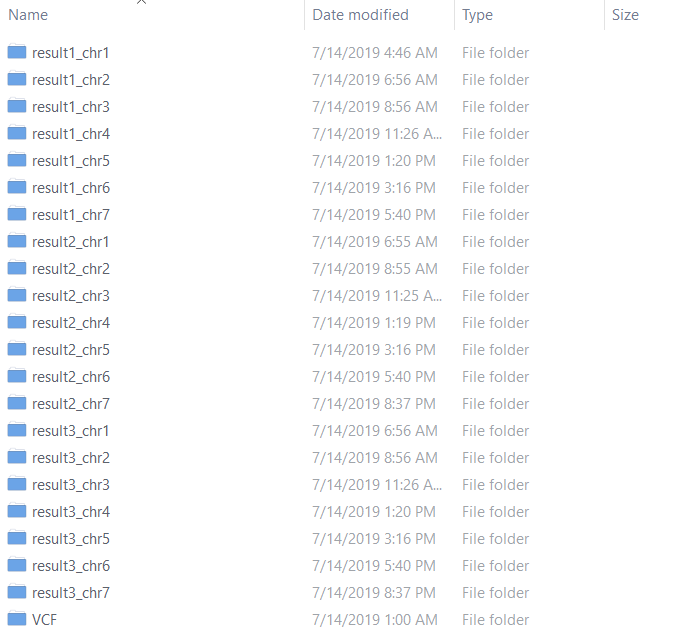 Name Date modified Type Size
result1_chr1 7/14/2019 4:46 AM File folder
result1_chr2 7/14/2019 6:56 AM File folder
result1_chr3 7/14/2019 8:56 AM File folder
result1_chr4 7/14/2019 11:26 A... File folder
result1_chr5 7/14/2019 1:20 PM File folder
result1_chr6 7/14/2019 3:16 PM File folder
result1_chr7 7/14/2019 5:40 PM File folder
result2_chr1 7/14/2019 6:55 AM File folder
result2_chr2 7/14/2019 8:55 AM File folder
result2_chr3 7/14/2019 11:25 A... File folder
result2_chr4 7/14/2019 1:19 PM File folder
result2_chr5 7/14/2019 3:16 PM File folder
result2_chr6 7/14/2019 5:40 PM File folder
result2_chr7 7/14/2019 8:37 PM File folder
result3_chr1 7/14/2019 6:56 AM File folder
result3_chr2 7/14/2019 8:56 AM File folder
result3_chr3 7/14/2019 11:26 A... File folder
result3_chr4 7/14/2019 1:20 PM File folder
result3_chr5 7/14/2019 3:16 PM File folder
result3_chr6 7/14/2019 5:40 PM File folder
result3_chr7 7/14/2019 8:37 PM File folder
VCF 7/14/2019 1:00 AM File folder